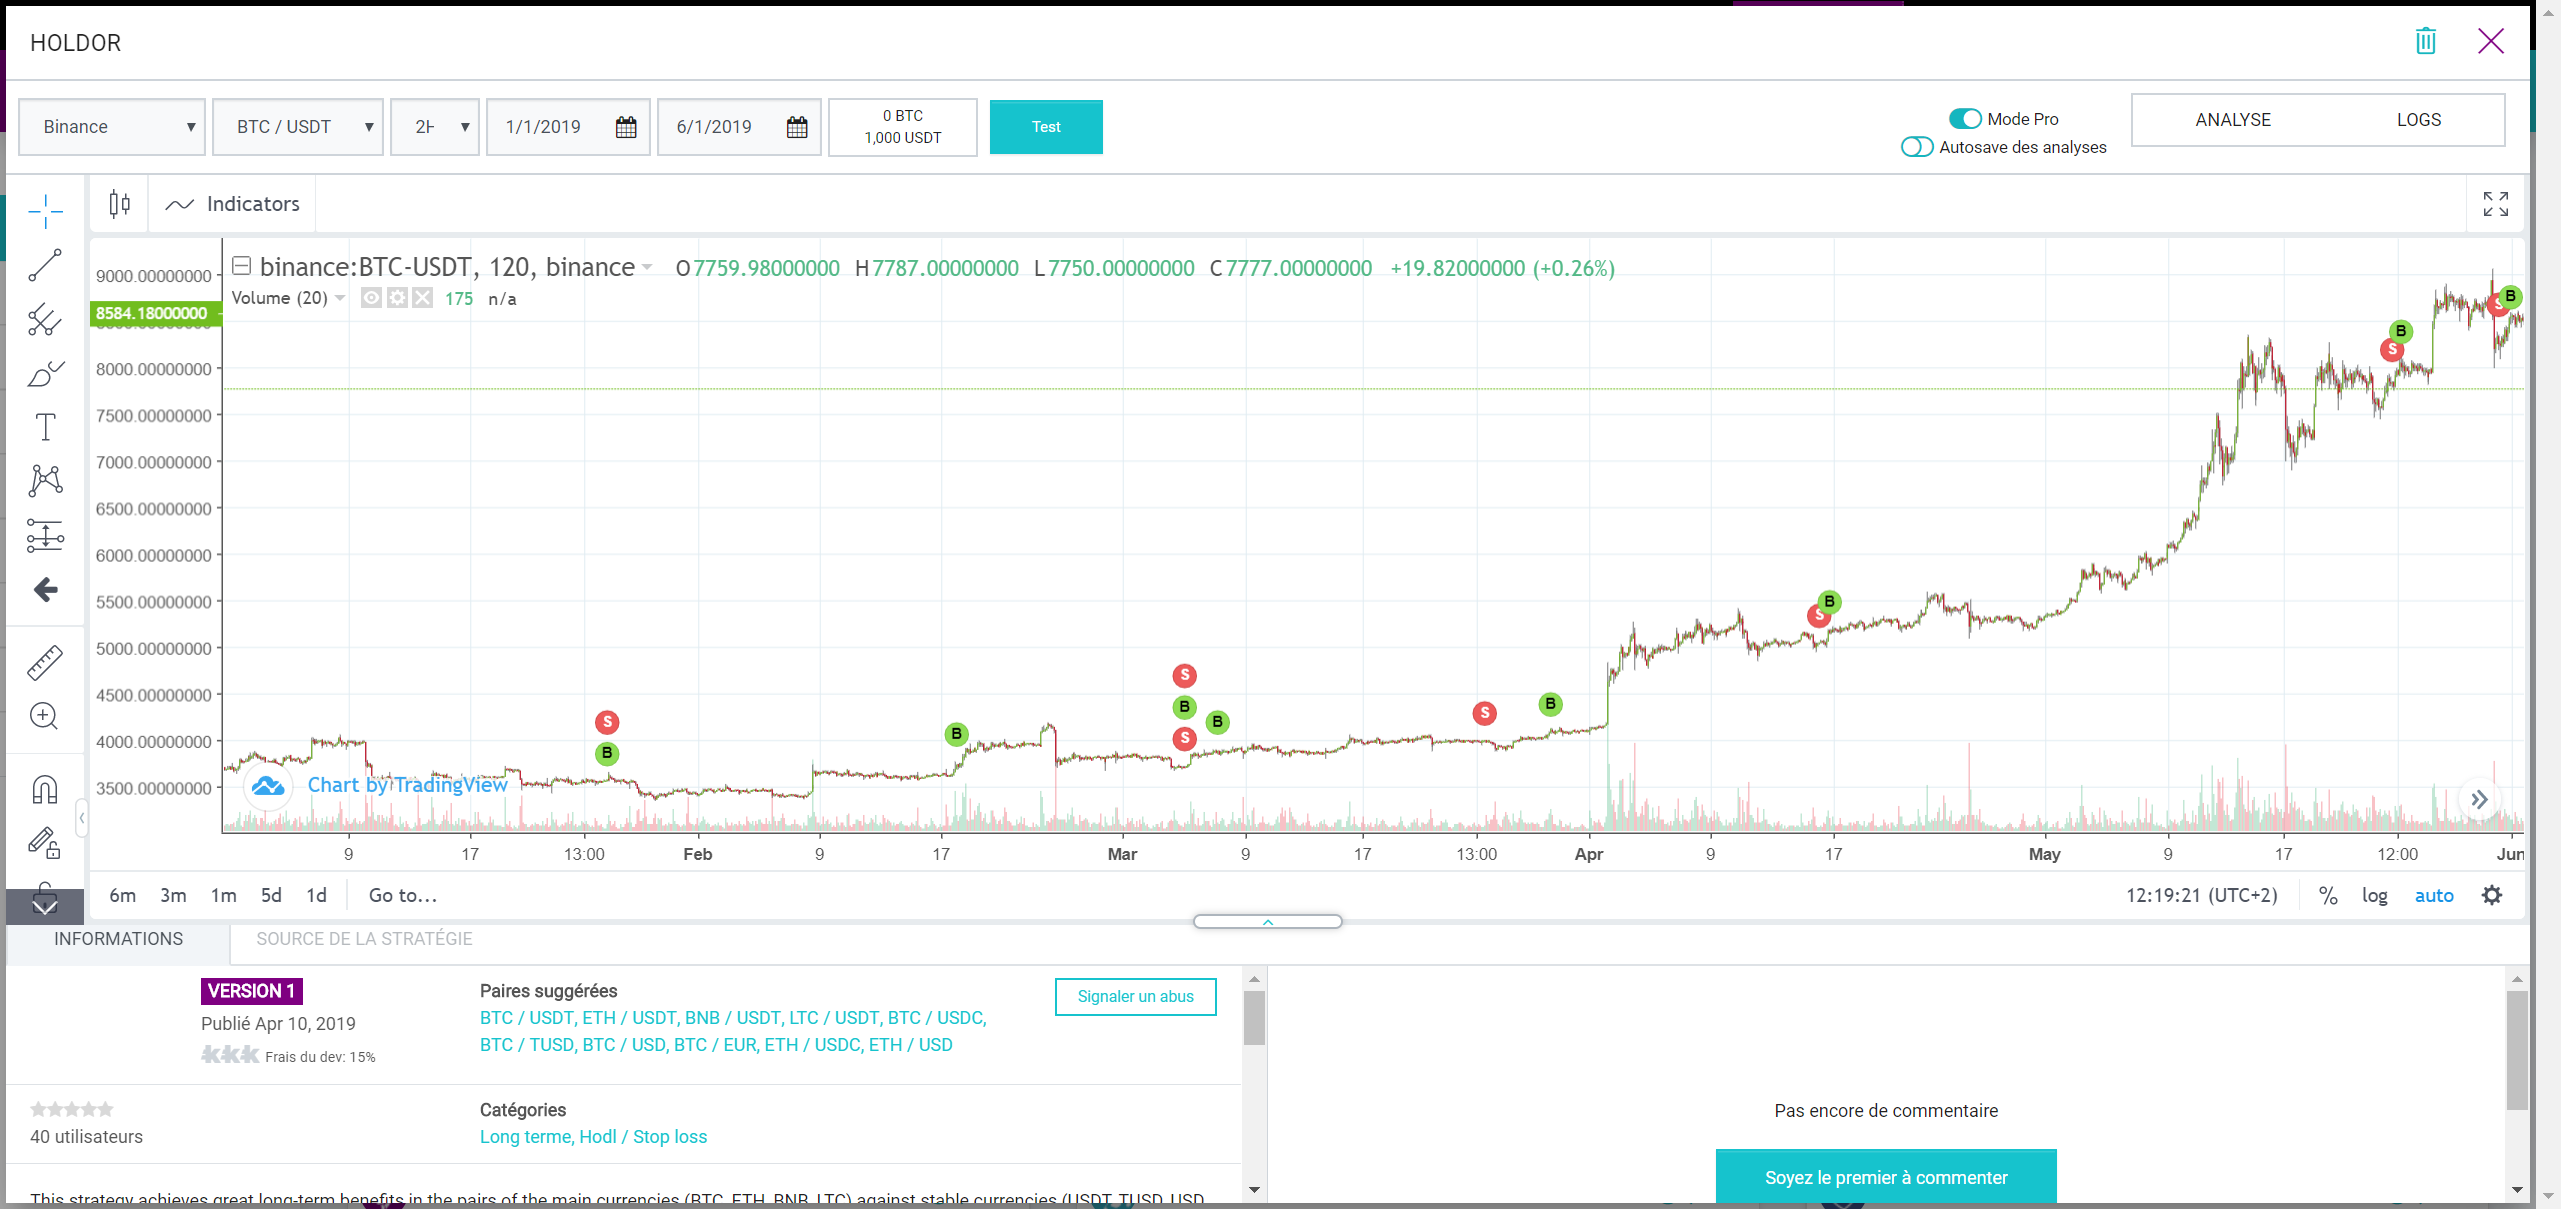 HOLDOR
Binance
BTC / USDT
2H
1/1/2019
6/1/2019
0 BTC
1,000 USDT
Test
Mode Pro
Autosave des analyses
ANALYSE
LOGS
Indicators
binance:BTC-USDT, 120, binance
O7759.98000000 H7787.00000000 L7750.00000000 C7777.00000000 +19.82000000 (+0.26%)
Volume (20)
175 n/a
9000.00000000
8584.18000000
8000.00000000
7500.00000000
7000.00000000
6500.00000000
6000.00000000
5500.00000000
5000.00000000
4500.00000000
4000.00000000
3500.00000000
S
B
B
S
B
S
B
S
B
S
B
S
B
S
B
Chart by TradingView
9 17 13:00 Feb 9 17 Mar 9 17 13:00 Apr 9 17 May 9 17 12:00 Jun
6m 3m 1m 5d 1d Go to...
12:19:21 (UTC+2) % log auto
INFORMATIONS
SOURCE DE LA STRATÉGIE
VERSION 1
Publié Apr 10, 2019
Frais du dev: 15%
Paires suggérées
BTC / USDT, ETH / USDT, BNB / USDT, LTC / USDT, BTC / USDC,
BTC / TUSD, BTC / USD, BTC / EUR, ETH / USDC, ETH / USD
Signaler un abus
40 utilisateurs
Catégories
Long terme, Hodl / Stop loss
This strategy achieves great long-term benefits in the pairs of the main currencies (BTC, ETH, BNB, LTC) against stable currencies (USDT, TUSD, USD,
Pas encore de commentaire
Soyez le premier à commenter